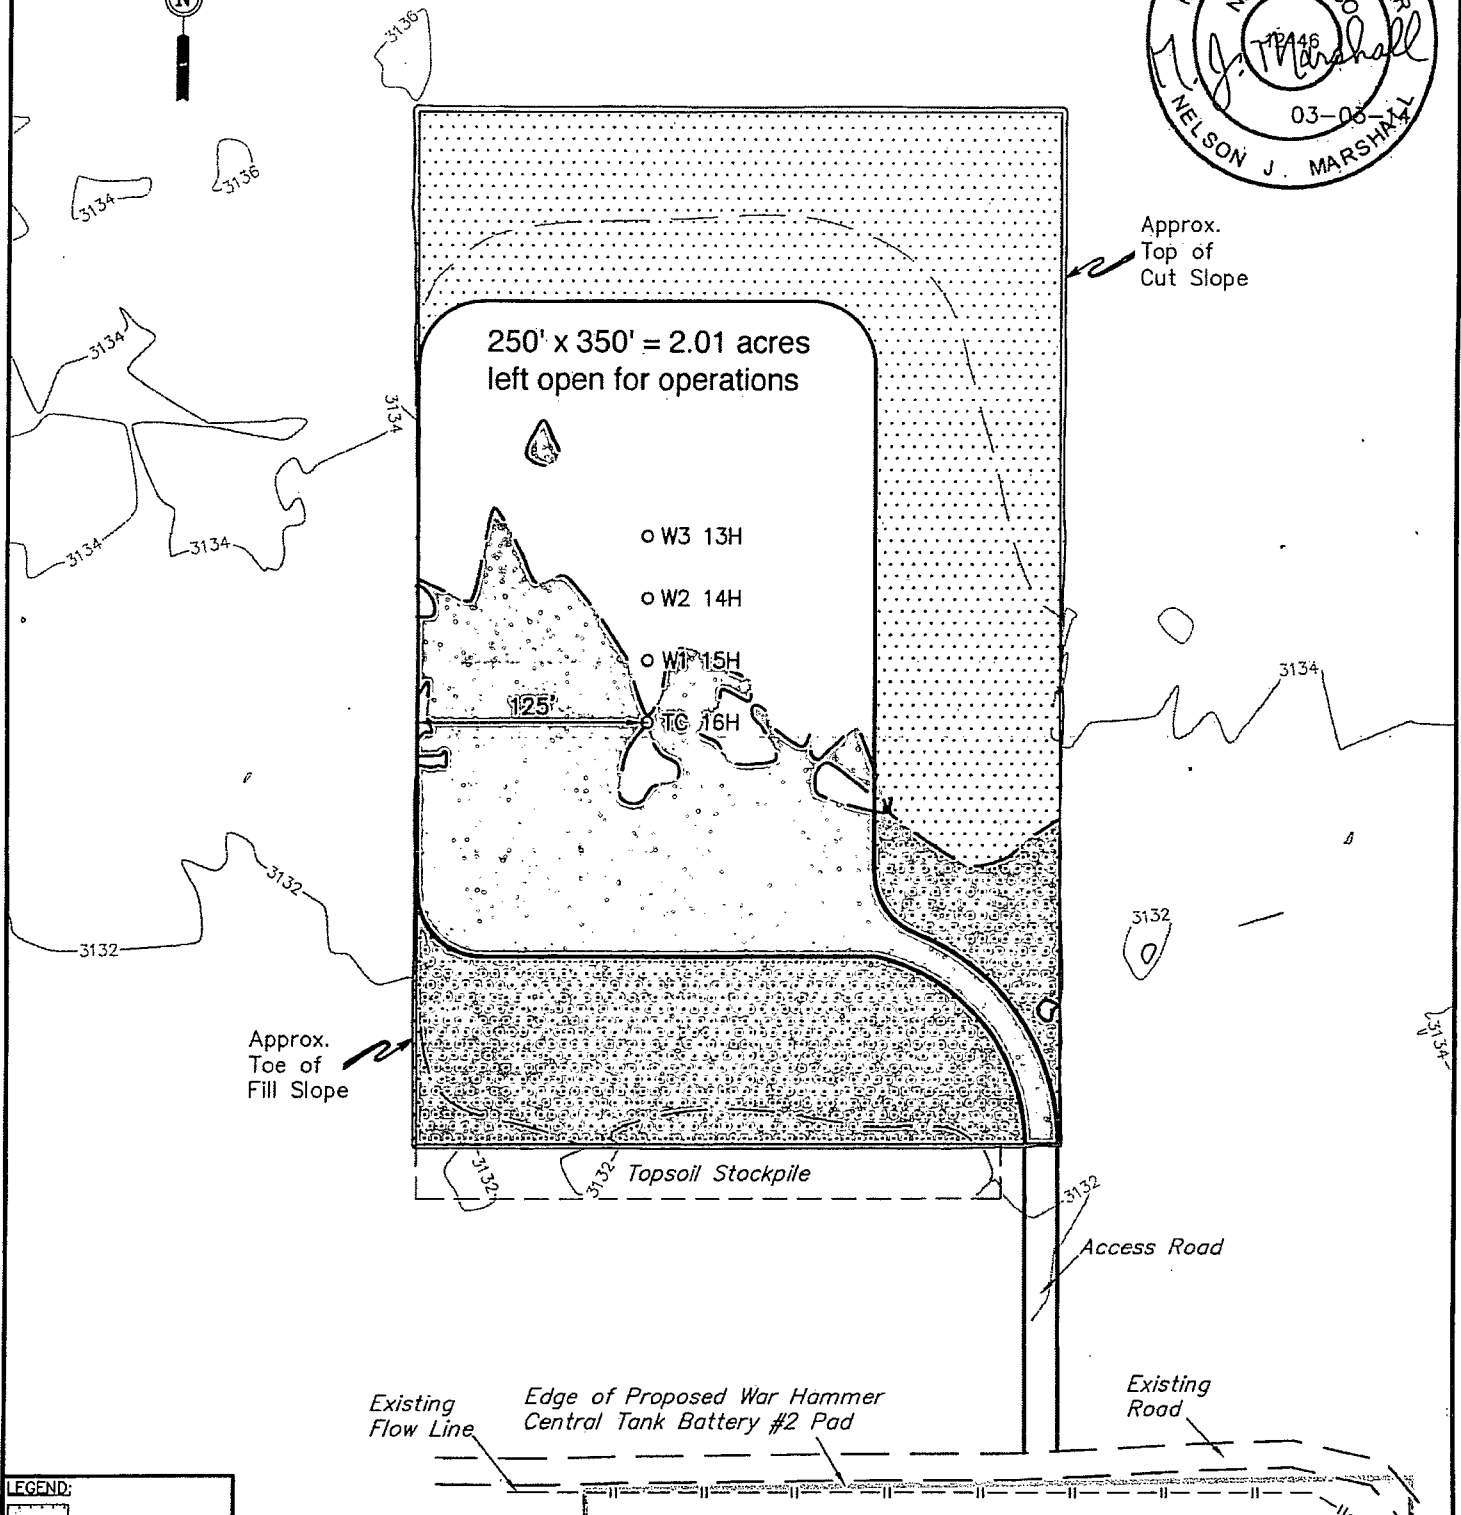 N
3136
NELSON J. MARSHALL
3136
3134
Approx.
Top of
Cut Slope
250' x 350' = 2.01 acres
left open for operations
3134
3134
W3 13H
3134
3134
W2 14H
W1 15H
3134
125'
TC 16H
3132
3132
3132
3134
Approx.
Toe of
Fill Slope
3132
3132
Topsoil Stockpile
3132
Access Road
Existing
Flow Line
Edge of Proposed War Hammer
Central Tank Battery #2 Pad
Existing
Road
LEGEND: